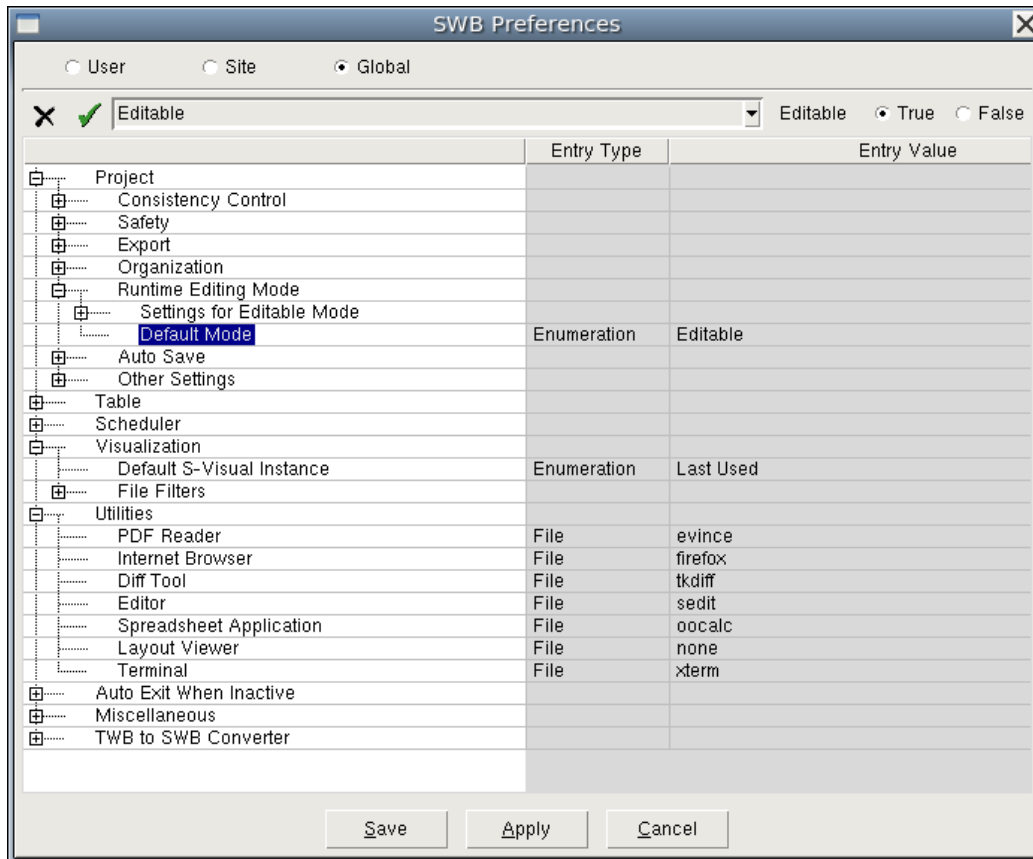 SWB Preferences
User Site Global
Editable Editable True False
Entry Type Entry Value
Project
Consistency Control
Safety
Export
Organization
Runtime Editing Mode
Settings for Editable Mode
Default Mode Enumeration Editable
Auto Save
Other Settings
Table
Scheduler
Visualization
Default S-Visual Instance Enumeration Last Used
File Filters
Utilities
PDF Reader File evince
Internet Browser File firefox
Diff Tool File tkdiff
Editor File sedit
Spreadsheet Application File oocalc
Layout Viewer File none
Terminal File xterm
Auto Exit When Inactive
Miscellaneous
TWB to SWB Converter
Save Apply Cancel